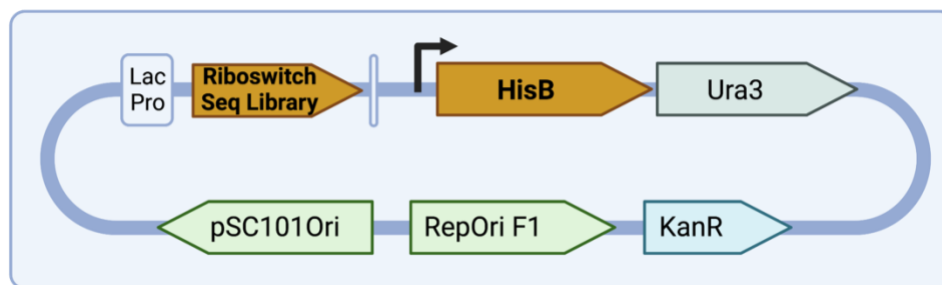 Lac
Pro
Riboswitch
Seq Library
HisB
Ura3
pSC101Ori
RepOri F1
KanR